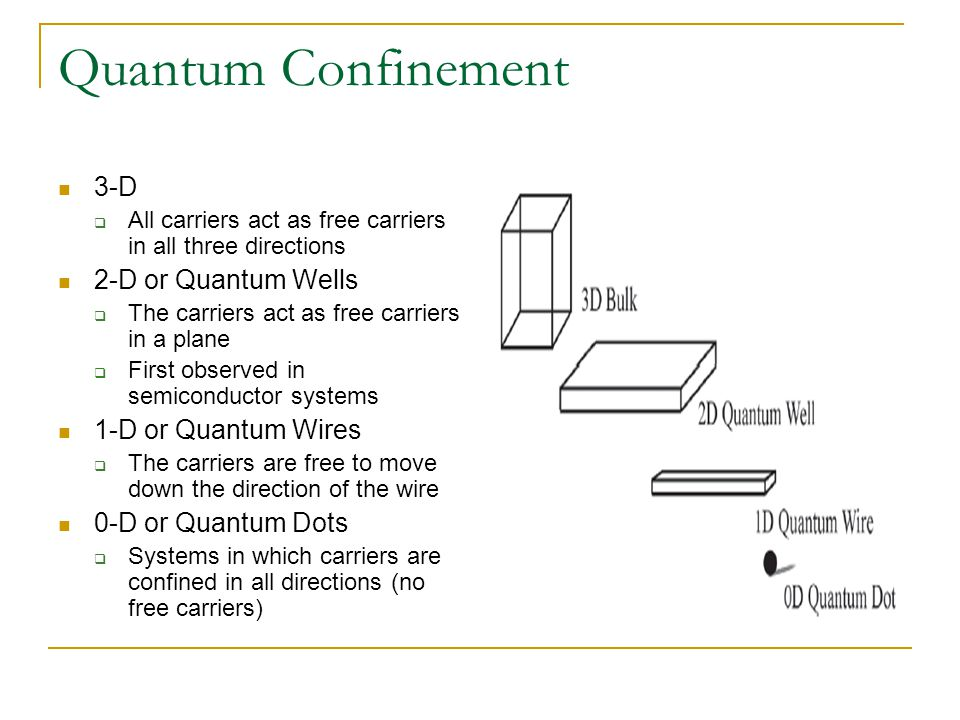 Quantum Confinement
3-D
All carriers act as free carriers
in all three directions
2-D or Quantum Wells
The carriers act as free carriers
in a plane
First observed in
semiconductor systems
1-D or Quantum Wires
The carriers are free to move
down the direction of the wire
0-D or Quantum Dots
Systems in which carriers are
confined in all directions (no
free carriers)
3D Bulk
2D Quantum Well
1D Quantum Wire
0D Quantum Dot